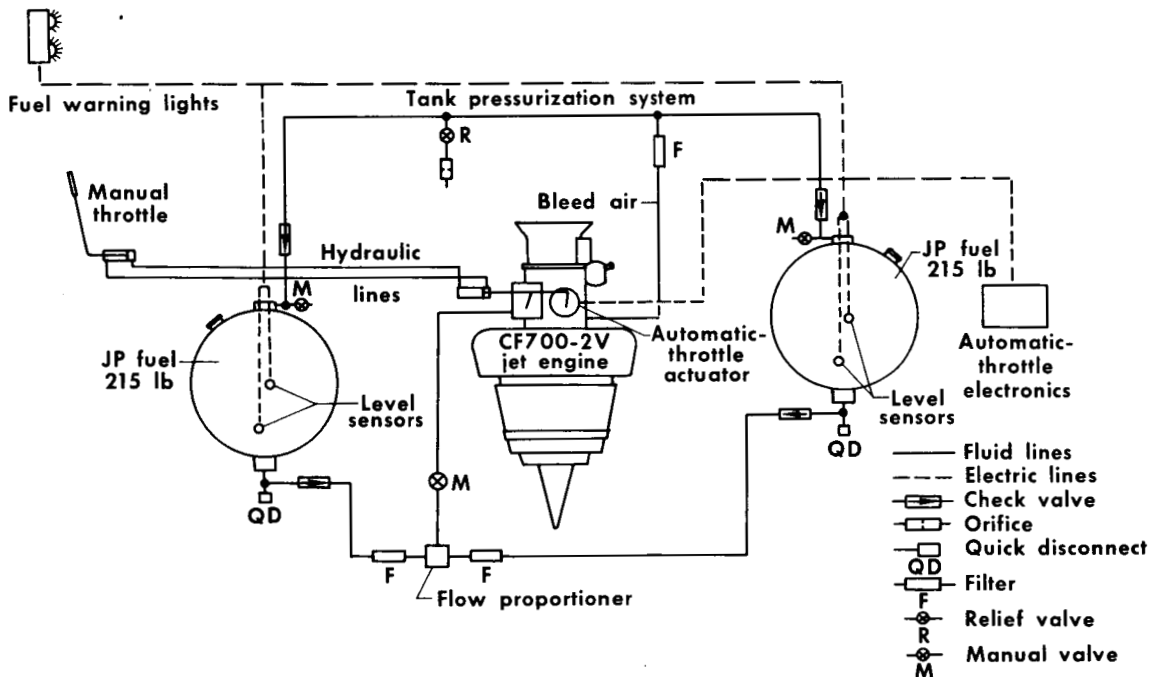 Fuel warning lights
Tank pressurization system
R
F
Manual
throttle
Bleed air
M
Hydraulic
lines
M
JP fuel
215 lb
JP fuel
215 lb
CF700-2V
jet engine
Automatic-
throttle
actuator
Automatic-
throttle
electronics
Level
sensors
Level
sensors
QD
M
QD
F
F
Flow proportioner
Fluid lines
Electric lines
Check valve
Orifice
Quick disconnect
QD
Filter
F
Relief valve
R
Manual valve
M